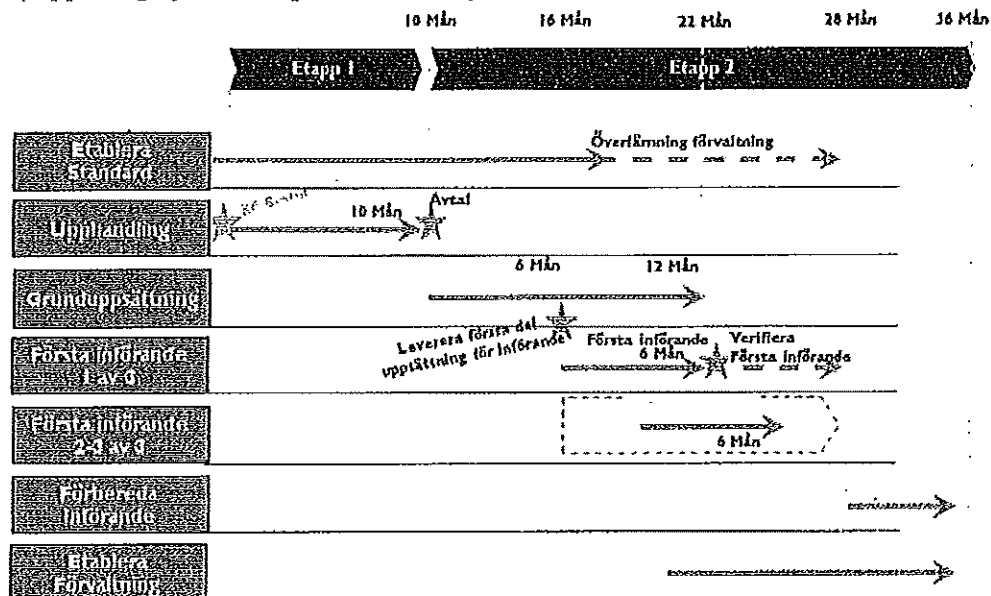 10 Mån 16 Mån 22 Mån 28 Mån 36 Mån
Etapp 1 Etapp 2
Etablera
Standard
Överlämning förvaltning
Upphandling
10 Mån
Avtal
Grunduppsättning
6 Mån 12 Mån
Leverera första del
uppsättning för införande
Första införande
1 av 4
Första införande
6 Mån
Verifiera
Första införande
Första införande
2-4 av 4
6 Mån
Förbereda
Införande
Etablera
Förvaltning